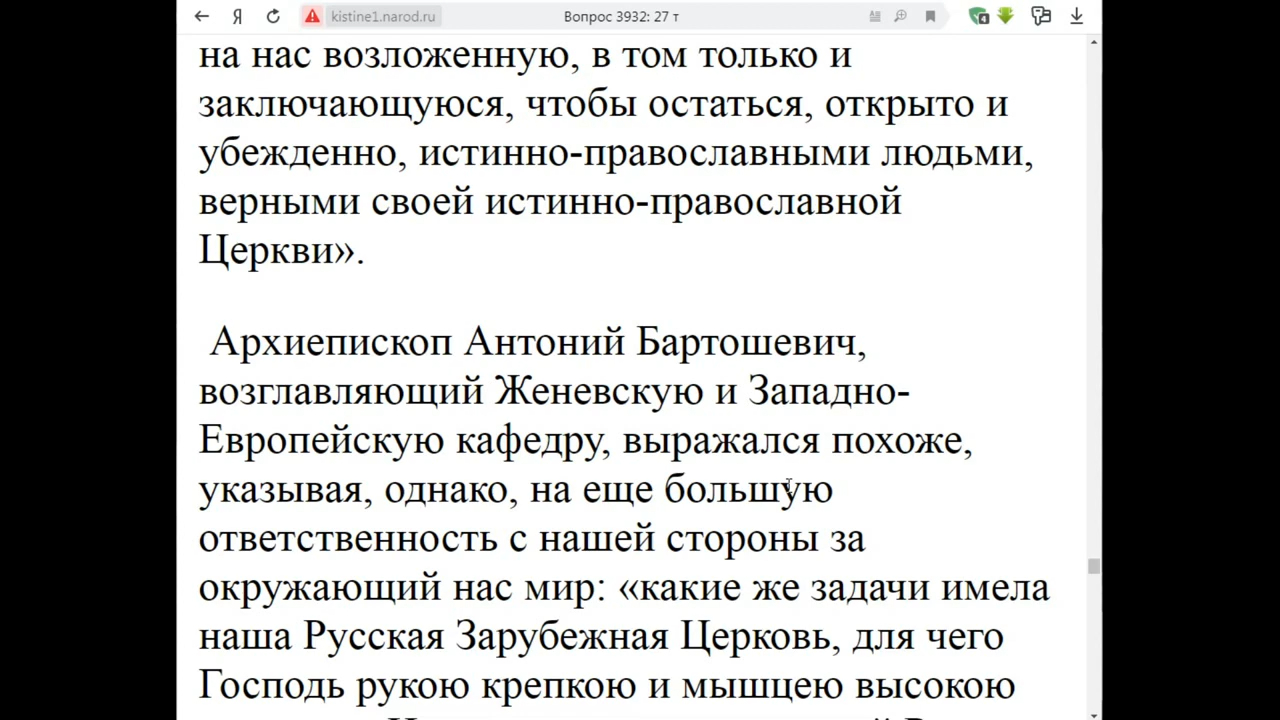 kistine1.narod.ru
Вопрос 3932: 27 т
4
на нас возложенную, в том только и
заключающуюся, чтобы остаться, открыто и
убежденно, истинно-православными людьми,
верными своей истинно-православной
Церкви».
Архиепископ Антоний Бартошевич,
возглавляющий Женевскую и Западно-
Европейскую кафедру, выражался похоже,
указывая, однако, на еще большую
ответственность с нашей стороны за
окружающий нас мир: «какие же задачи имела
наша Русская Зарубежная Церковь, для чего
Господь рукою крепкою и мышцею высокою